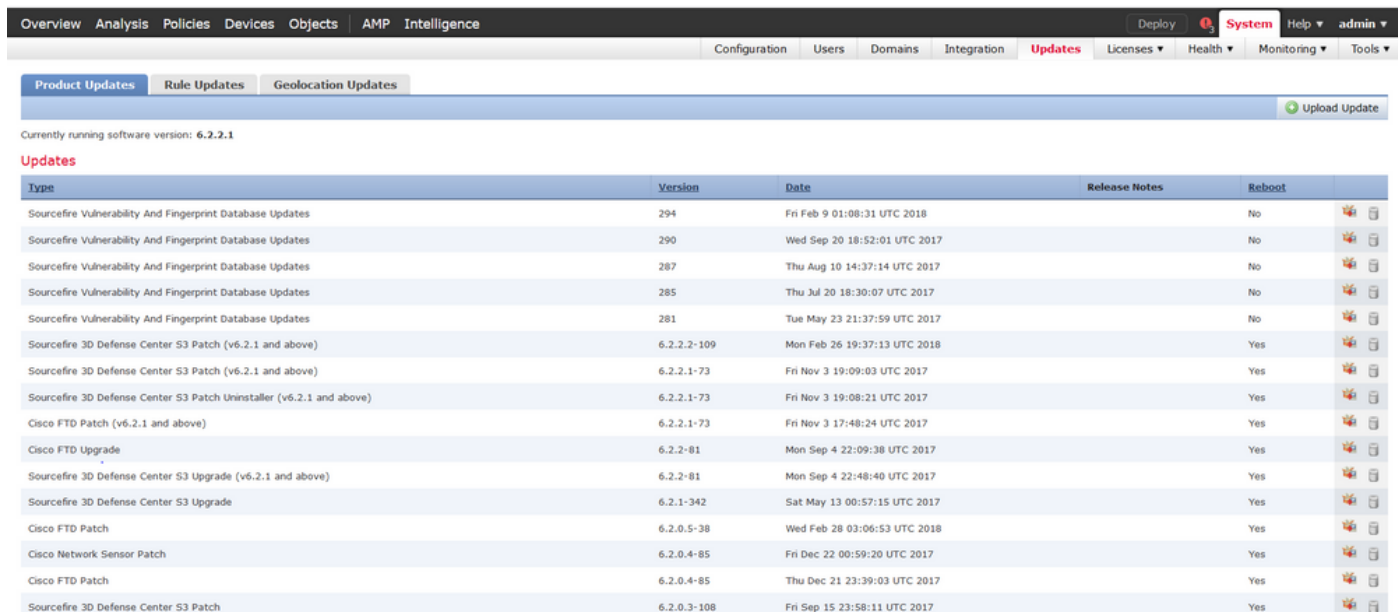 Overview Analysis Policies Devices Objects AMP Intelligence Deploy 3 System Help ▾ admin ▾
Configuration Users Domains Integration Updates Licenses ▾ Health ▾ Monitoring ▾ Tools ▾
Product Updates Rule Updates Geolocation Updates
Upload Update
Currently running software version: 6.2.2.1
Updates
Type Version Date Release Notes Reboot
Sourcefire Vulnerability And Fingerprint Database Updates 294 Fri Feb 9 01:08:31 UTC 2018 No
Sourcefire Vulnerability And Fingerprint Database Updates 290 Wed Sep 20 18:52:01 UTC 2017 No
Sourcefire Vulnerability And Fingerprint Database Updates 287 Thu Aug 10 14:37:14 UTC 2017 No
Sourcefire Vulnerability And Fingerprint Database Updates 285 Thu Jul 20 18:30:07 UTC 2017 No
Sourcefire Vulnerability And Fingerprint Database Updates 281 Tue May 23 21:37:59 UTC 2017 No
Sourcefire 3D Defense Center S3 Patch (v6.2.1 and above) 6.2.2.2-109 Mon Feb 26 19:37:13 UTC 2018 Yes
Sourcefire 3D Defense Center S3 Patch (v6.2.1 and above) 6.2.2.1-73 Fri Nov 3 19:09:03 UTC 2017 Yes
Sourcefire 3D Defense Center S3 Patch Uninstaller (v6.2.1 and above) 6.2.2.1-73 Fri Nov 3 19:08:21 UTC 2017 Yes
Cisco FTD Patch (v6.2.1 and above) 6.2.2.1-73 Fri Nov 3 17:48:24 UTC 2017 Yes
Cisco FTD Upgrade 6.2.2-81 Mon Sep 4 22:09:38 UTC 2017 Yes
Sourcefire 3D Defense Center S3 Upgrade (v6.2.1 and above) 6.2.2-81 Mon Sep 4 22:48:40 UTC 2017 Yes
Sourcefire 3D Defense Center S3 Upgrade 6.2.1-342 Sat May 13 00:57:15 UTC 2017 Yes
Cisco FTD Patch 6.2.0.5-38 Wed Feb 28 03:06:53 UTC 2018 Yes
Cisco Network Sensor Patch 6.2.0.4-85 Fri Dec 22 00:59:20 UTC 2017 Yes
Cisco FTD Patch 6.2.0.4-85 Thu Dec 21 23:39:03 UTC 2017 Yes
Sourcefire 3D Defense Center S3 Patch 6.2.0.3-108 Fri Sep 15 23:58:11 UTC 2017 Yes